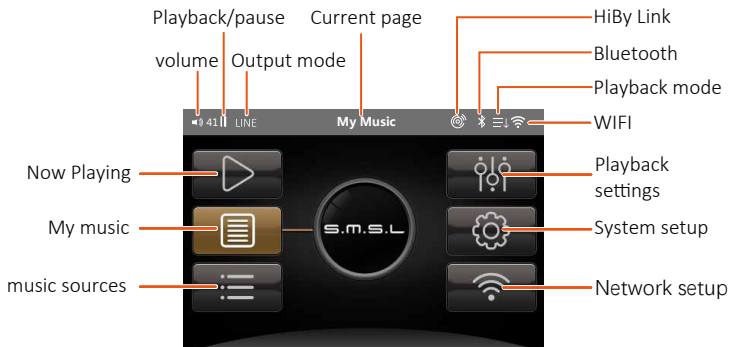 Playback/pause
Current page
HiBy Link
volume
Output mode
Bluetooth
Playback mode
WIFI
41
LINE
My Music
Now Playing
Playback
settings
My music
S.M.S.L
System setup
music sources
Network setup